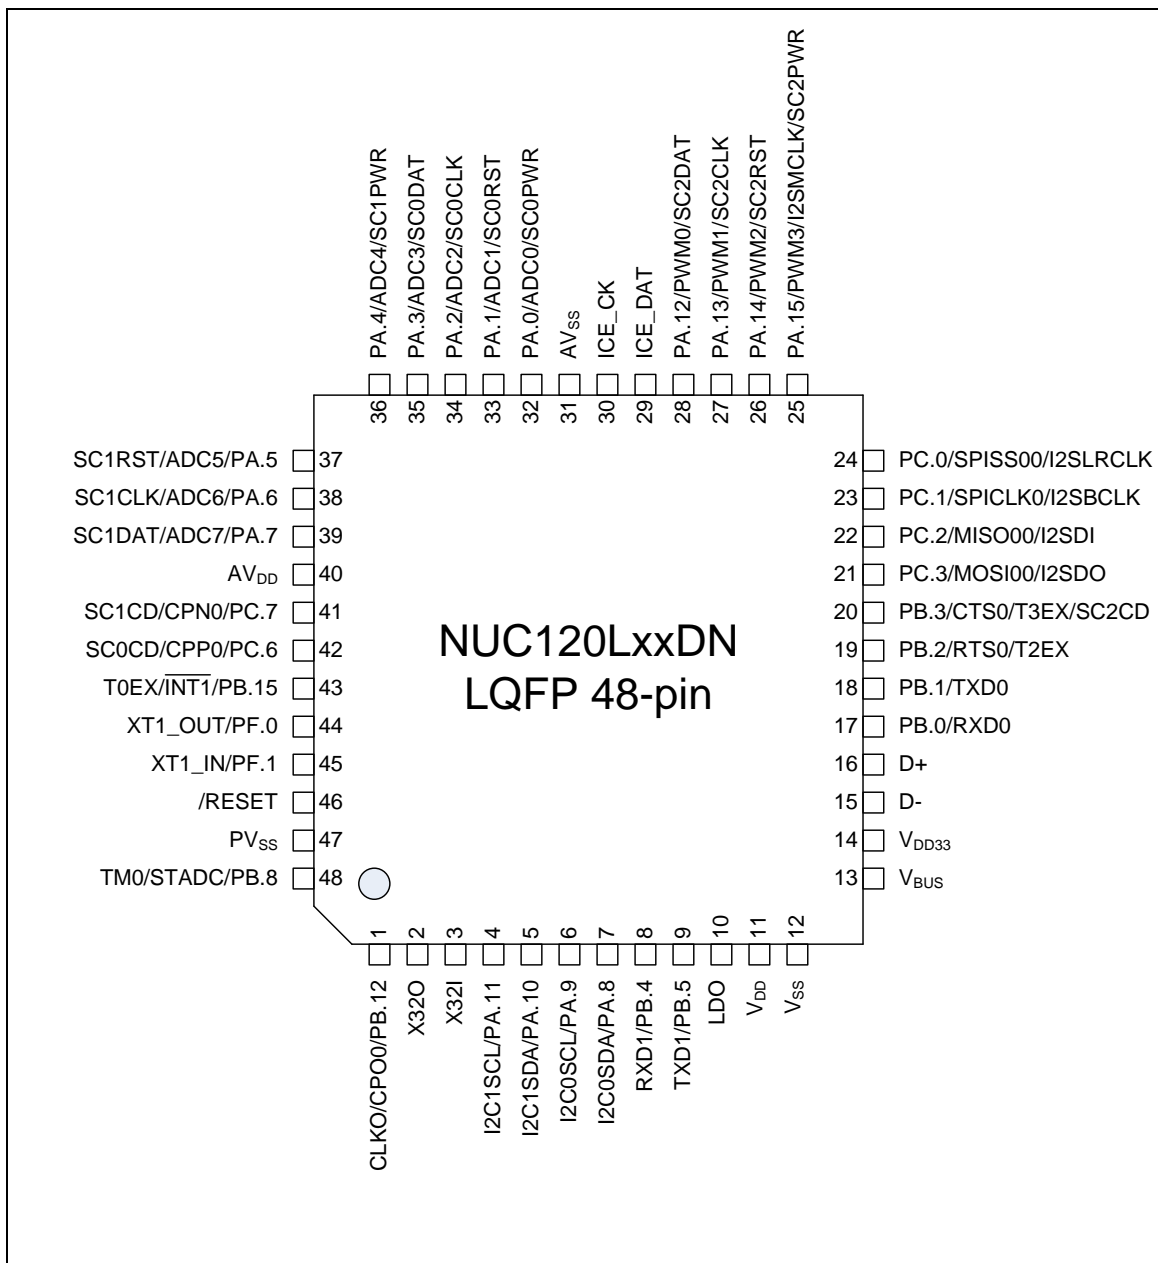 PA.4/ADC4/SC1PWR
PA.3/ADC3/SC0DAT
PA.2/ADC2/SC0CLK
PA.1/ADC1/SC0RST
PA.0/ADC0/SC0PWR
AVSS
ICE_CK
ICE_DAT
PA.12/PWM0/SC2DAT
PA.13/PWM1/SC2CLK
PA.14/PWM2/SC2RST
PA.15/PWM3/I2SMCLK/SC2PWR
36
35
34
33
32
31
30
29
28
27
26
25
SC1RST/ADC5/PA.5 37
SC1CLK/ADC6/PA.6 38
SC1DAT/ADC7/PA.7 39
AVDD 40
SC1CD/CPN0/PC.7 41
SC0CD/CPP0/PC.6 42
T0EX/INT1/PB.15 43
XT1_OUT/PF.0 44
XT1_IN/PF.1 45
/RESET 46
PVSS 47
TM0/STADC/PB.8 48
NUC120LxxDN
LQFP 48-pin
24 PC.0/SPISS00/I2SLRCLK
23 PC.1/SPICLK0/I2SBCLK
22 PC.2/MISO00/I2SDI
21 PC.3/MOSI00/I2SDO
20 PB.3/CTS0/T3EX/SC2CD
19 PB.2/RTS0/T2EX
18 PB.1/TXD0
17 PB.0/RXD0
16 D+
15 D-
14 VDD33
13 VBUS
1
2
3
4
5
6
7
8
9
10
11
12
CLKO/CPO0/PB.12
X32O
X32I
I2C1SCL/PA.11
I2C1SDA/PA.10
I2C0SCL/PA.9
I2C0SDA/PA.8
RXD1/PB.4
TXD1/PB.5
LDO
VDD
VSS